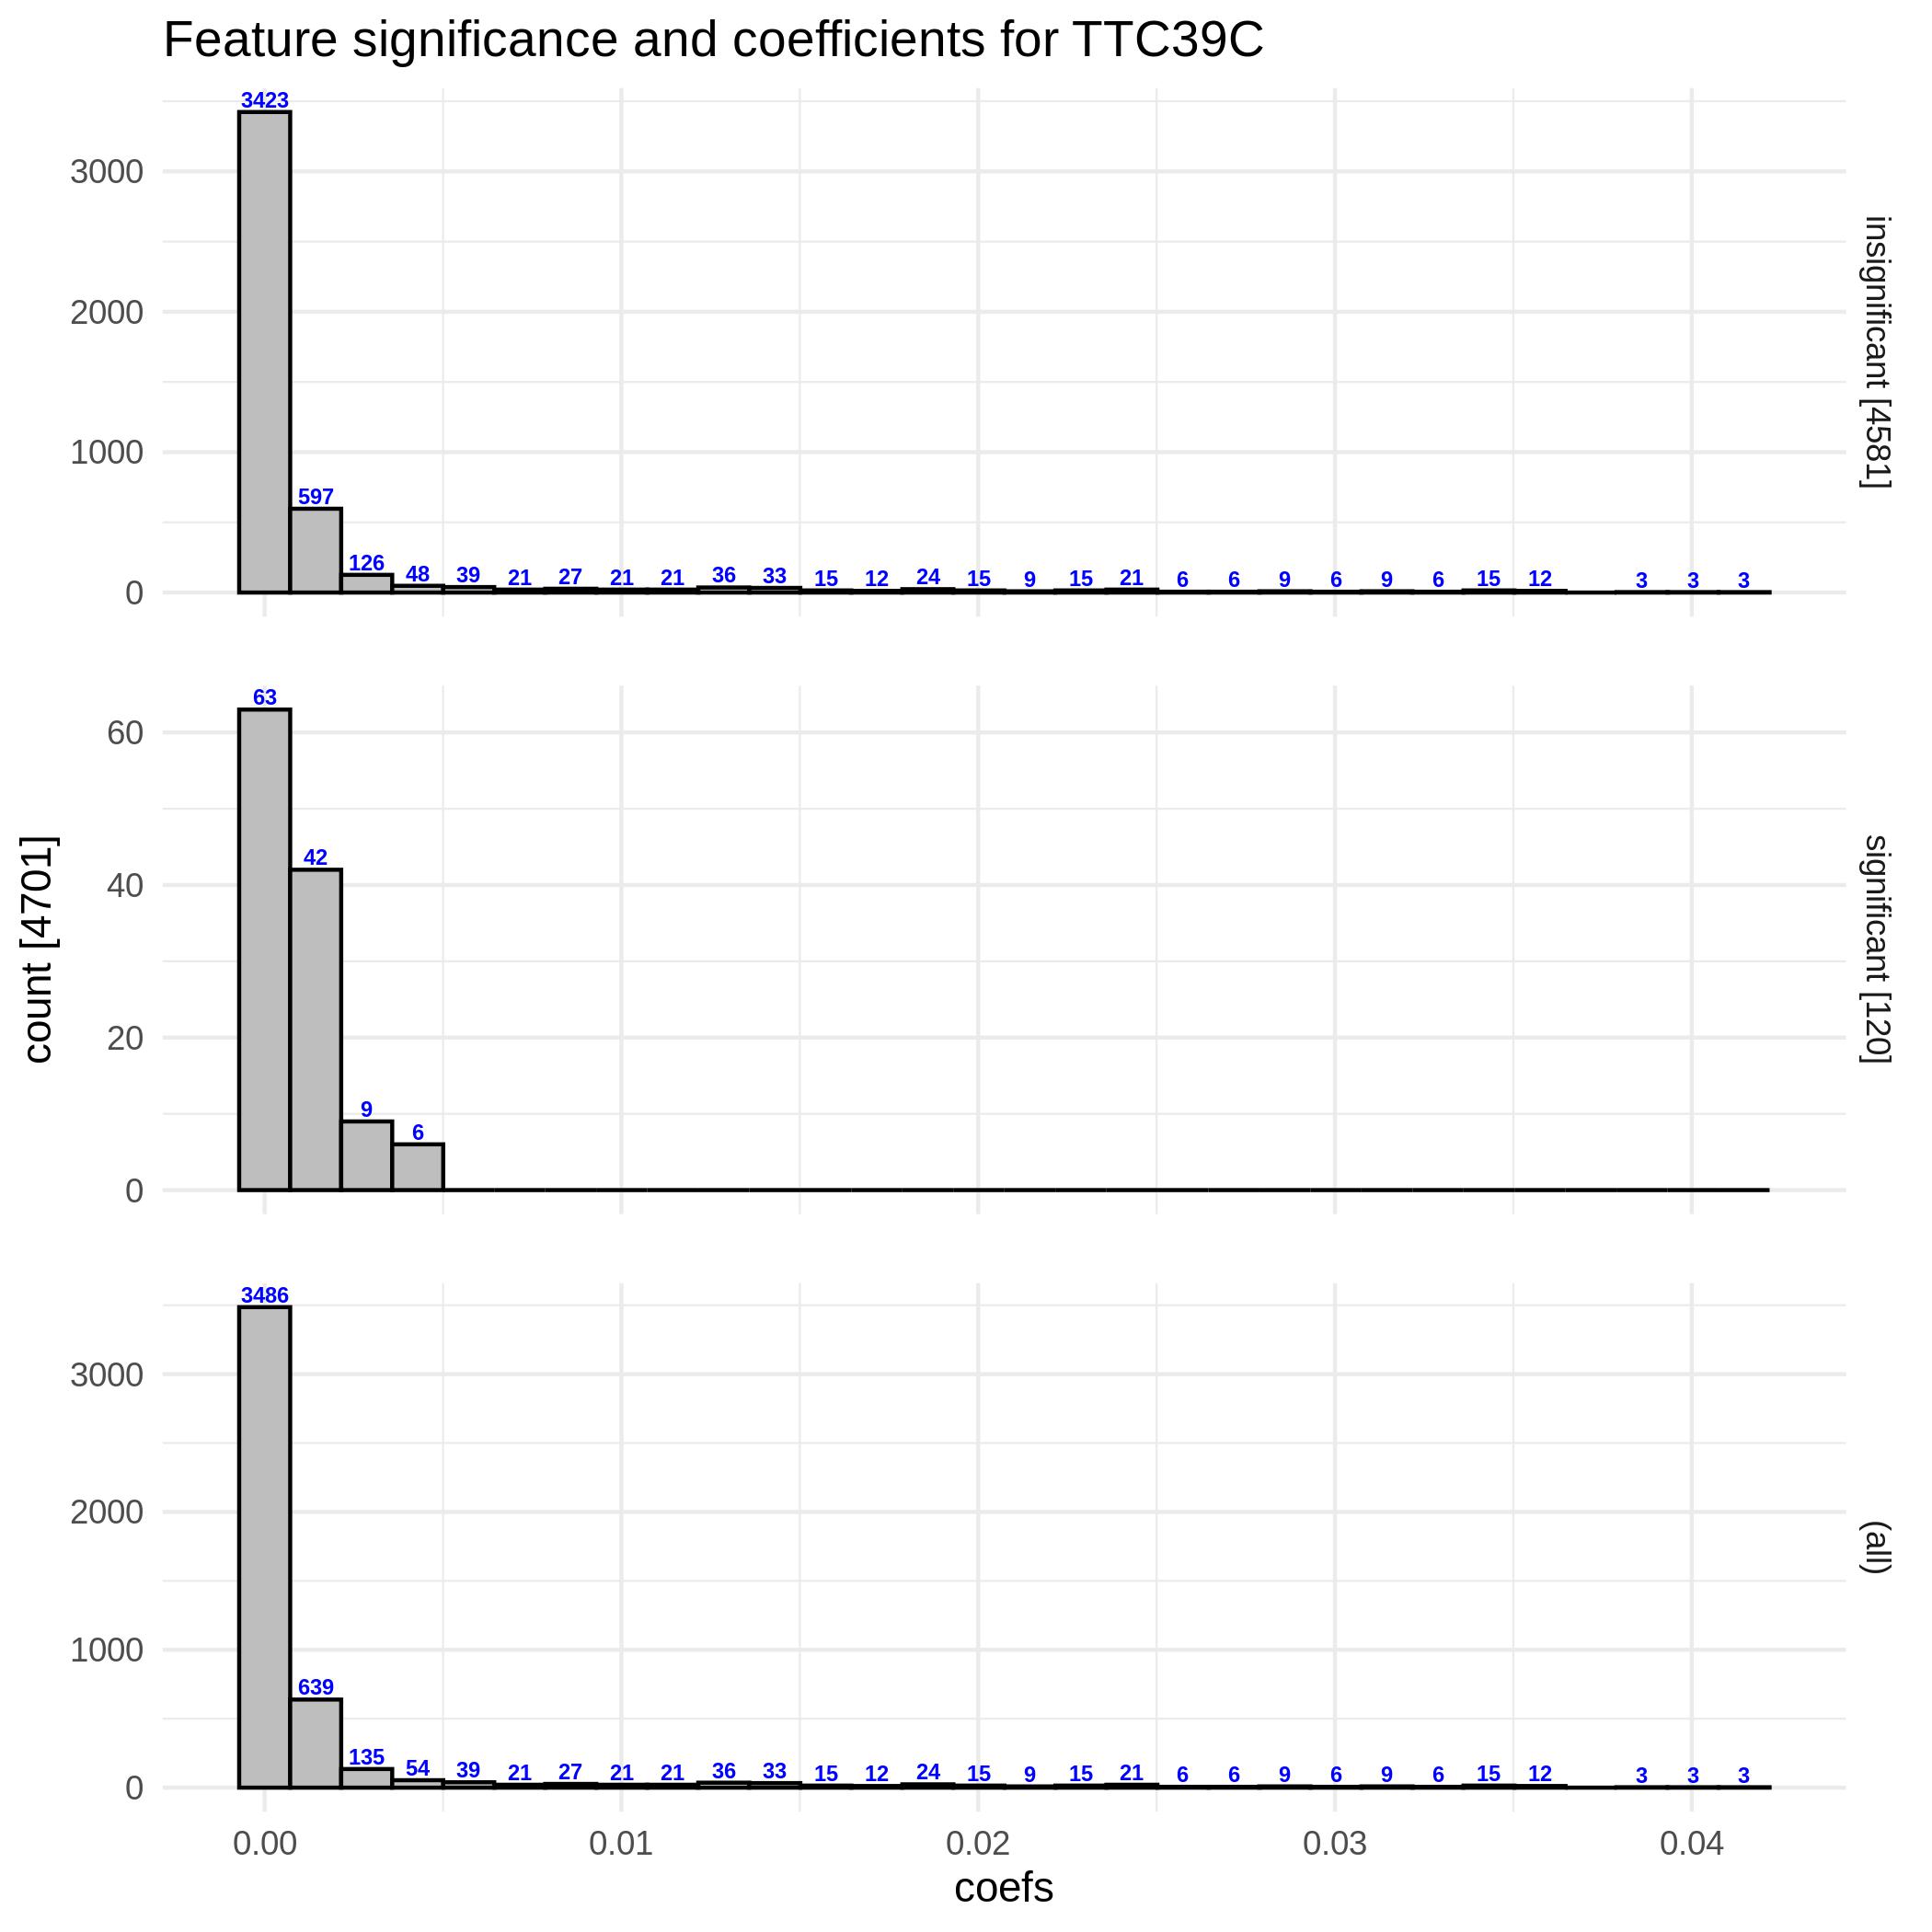 Feature significance and coefficients for TTC39C
3423
3000
2000
1000
0
597
126 48 39 21 27 21 21 36 33 15 12 24 15 9 15 21 6 6 9 6 9 6 15 12 3 3 3
insignificant [4581]
63
60
40
20
0
42
9
6
significant [120]
count [4701]
3486
3000
2000
1000
0
639
135 54 39 21 27 21 21 36 33 15 12 24 15 9 15 21 6 6 9 6 9 6 15 12 3 3 3
(all)
0.00 0.01 0.02 0.03 0.04
coefs